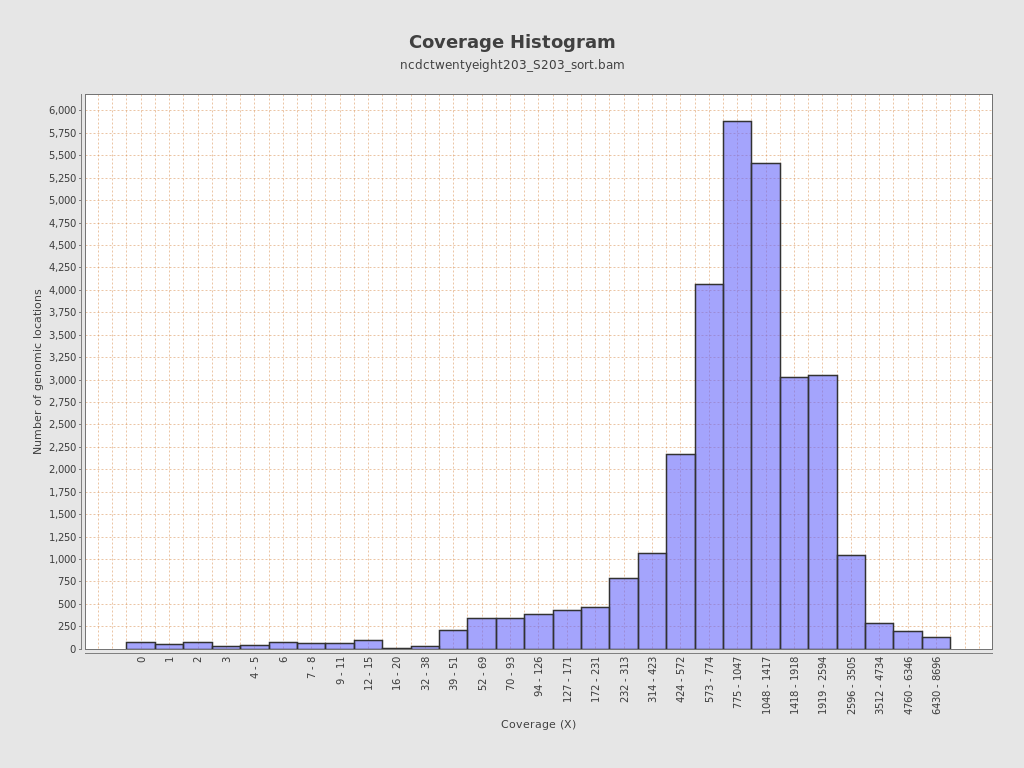 Coverage Histogram
ncdctwentyeight203_S203_sort.bam
Number of genomic locations
6,000
5,750
5,500
5,250
5,000
4,750
4,500
4,250
4,000
3,750
3,500
3,250
3,000
2,750
2,500
2,250
2,000
1,750
1,500
1,250
1,000
750
500
250
0
0
1
2
3
4 - 5
6
7 - 8
9 - 11
12 - 15
16 - 20
32 - 38
39 - 51
52 - 69
70 - 93
94 - 126
127 - 171
172 - 231
232 - 313
314 - 423
424 - 572
573 - 774
775 - 1047
1048 - 1417
1418 - 1918
1919 - 2594
2596 - 3505
3512 - 4734
4760 - 6346
6430 - 8696
Coverage (X)